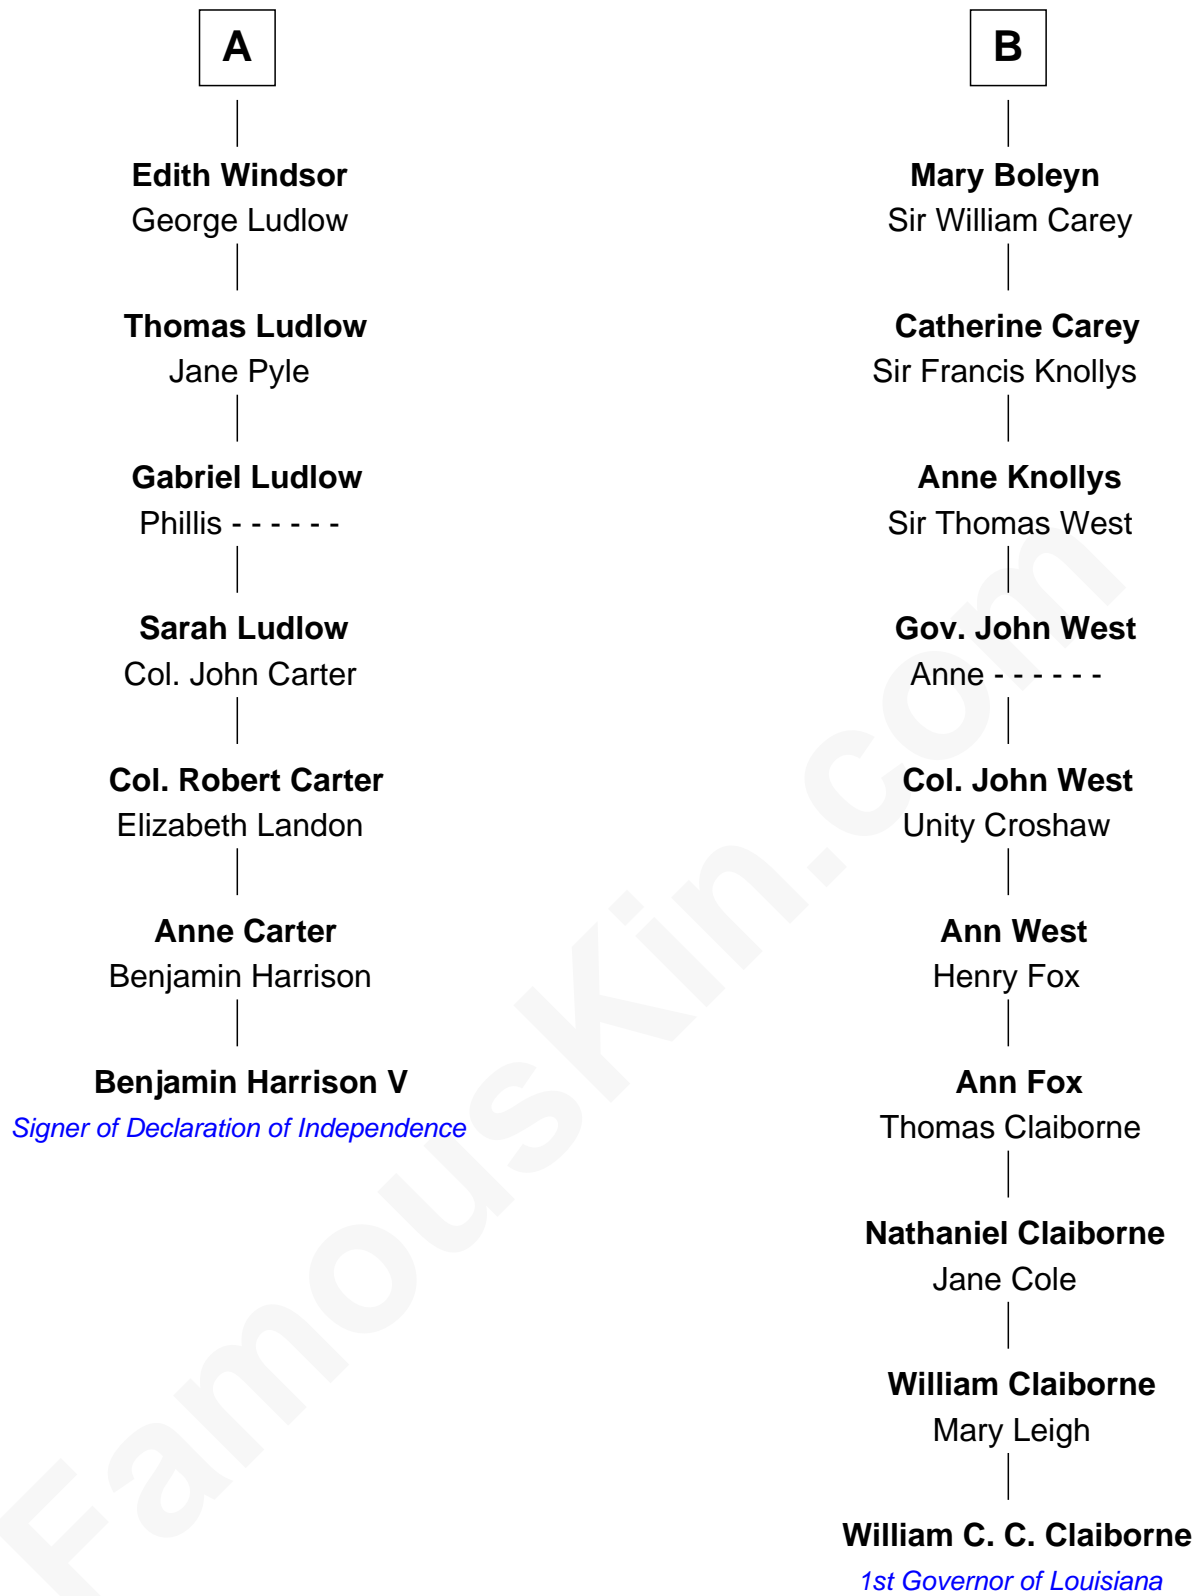 A
Edith Windsor
George Ludlow
Thomas Ludlow
Jane Pyle
Gabriel Ludlow
Phillis - - - - - -
Sarah Ludlow
Col. John Carter
Col. Robert Carter
Elizabeth Landon
Anne Carter
Benjamin Harrison
Benjamin Harrison V
Signer of Declaration of Independence
B
Mary Boleyn
Sir William Carey
Catherine Carey
Sir Francis Knollys
Anne Knollys
Sir Thomas West
Gov. John West
Anne - - - - - -
Col. John West
Unity Croshaw
Ann West
Henry Fox
Ann Fox
Thomas Claiborne
Nathaniel Claiborne
Jane Cole
William Claiborne
Mary Leigh
William C. C. Claiborne
1st Governor of Louisiana
FamousKin.com